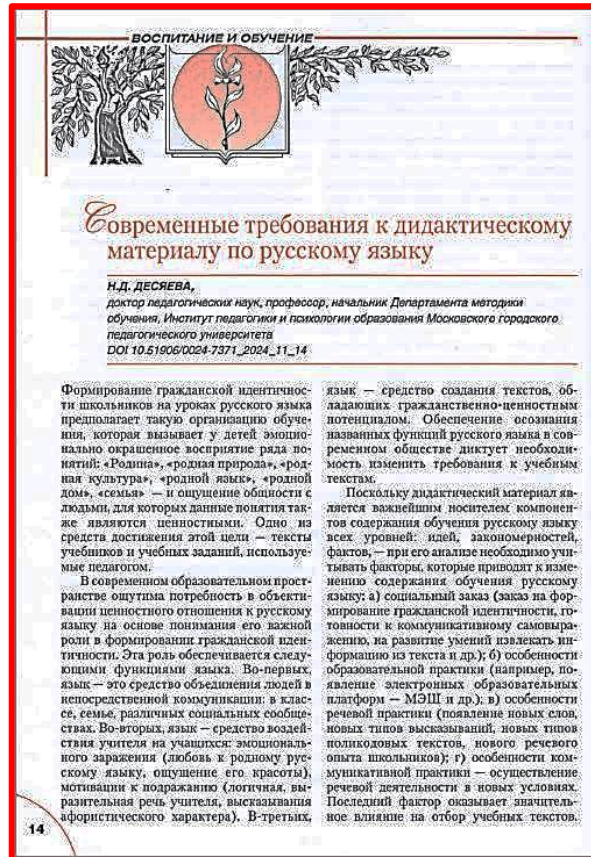 ВОСПИТАНИЕ И ОБУЧЕНИЕ
Современные требования к дидактическому
материалу по русскому языку
Н.Д. ДЕСЯЕВА,
доктор педагогических наук, профессор, начальник Департамента методики
обучения, Институт педагогики и психологии образования Московского городского
педагогического университета
DOI 10.51906/0024-7371_2024_11_14
Формирование гражданской идентичнос-
ти школьников на уроках русского языка
предполагает такую организацию обуче-
ния, которая вызывает у детей эмоцио-
нально окрашенное восприятие ряда по-
нятий: «Родина», «родная природа», «род-
ная культура», «родной язык», «родной
дом», «семья» — и ощущение общности с
людьми, для которых данные понятия так-
же являются ценностными. Одно из
средств достижения этой цели — тексты
учебников и учебных заданий, используе-
мые педагогом.
В современном образовательном прост-
ранстве ощутима потребность в объекти-
вации ценностного отношения к русскому
языку на основе понимания его важной
роли в формировании гражданской иден-
тичности. Эта роль обеспечивается следу-
ющими функциями языка. Во-первых,
язык — это средство объединения людей в
непосредственной коммуникации: в клас-
се, семье, различных социальных сообще-
ствах. Во-вторых, язык — средство воздей-
ствия учителя на учащихся: эмоциональ-
ного заражения (любовь к родному рус-
скому языку, ощущение его красоты),
мотивации к подражанию (логичная, вы-
разительная речь учителя, высказывания
афористического характера). В-третьих,
язык — средство создания текстов, об-
ладающих гражданственно-ценностным
потенциалом. Обеспечение осознания
названных функций русского языка в сов-
ременном обществе диктует необходи-
мость изменить требования к учебным
текстам.
Поскольку дидактический материал яв-
ляется важнейшим носителем компонен-
тов содержания обучения русскому языку
всех уровней: идей, закономерностей,
фактов, — при его анализе необходимо учи-
тывать факторы, которые приводят к изме-
нению содержания обучения русскому
языку: а) социальный заказ (заказ на фор-
мирование гражданской идентичности, го-
товности к коммуникативному самовыра-
жению, на развитие умений извлекать ин-
формацию из текста и др.); б) особенности
образовательной практики (например, по-
явление электронных образовательных
платформ — МЭШ и др.); в) особенности
речевой практики (появление новых слов,
новых типов высказываний, новых типов
поликодовых текстов, нового речевого
опыта школьников); г) особенности ком-
муникативной практики — осуществление
речевой деятельности в новых условиях.
Последний фактор оказывает значитель-
ное влияние на отбор учебных текстов.
14